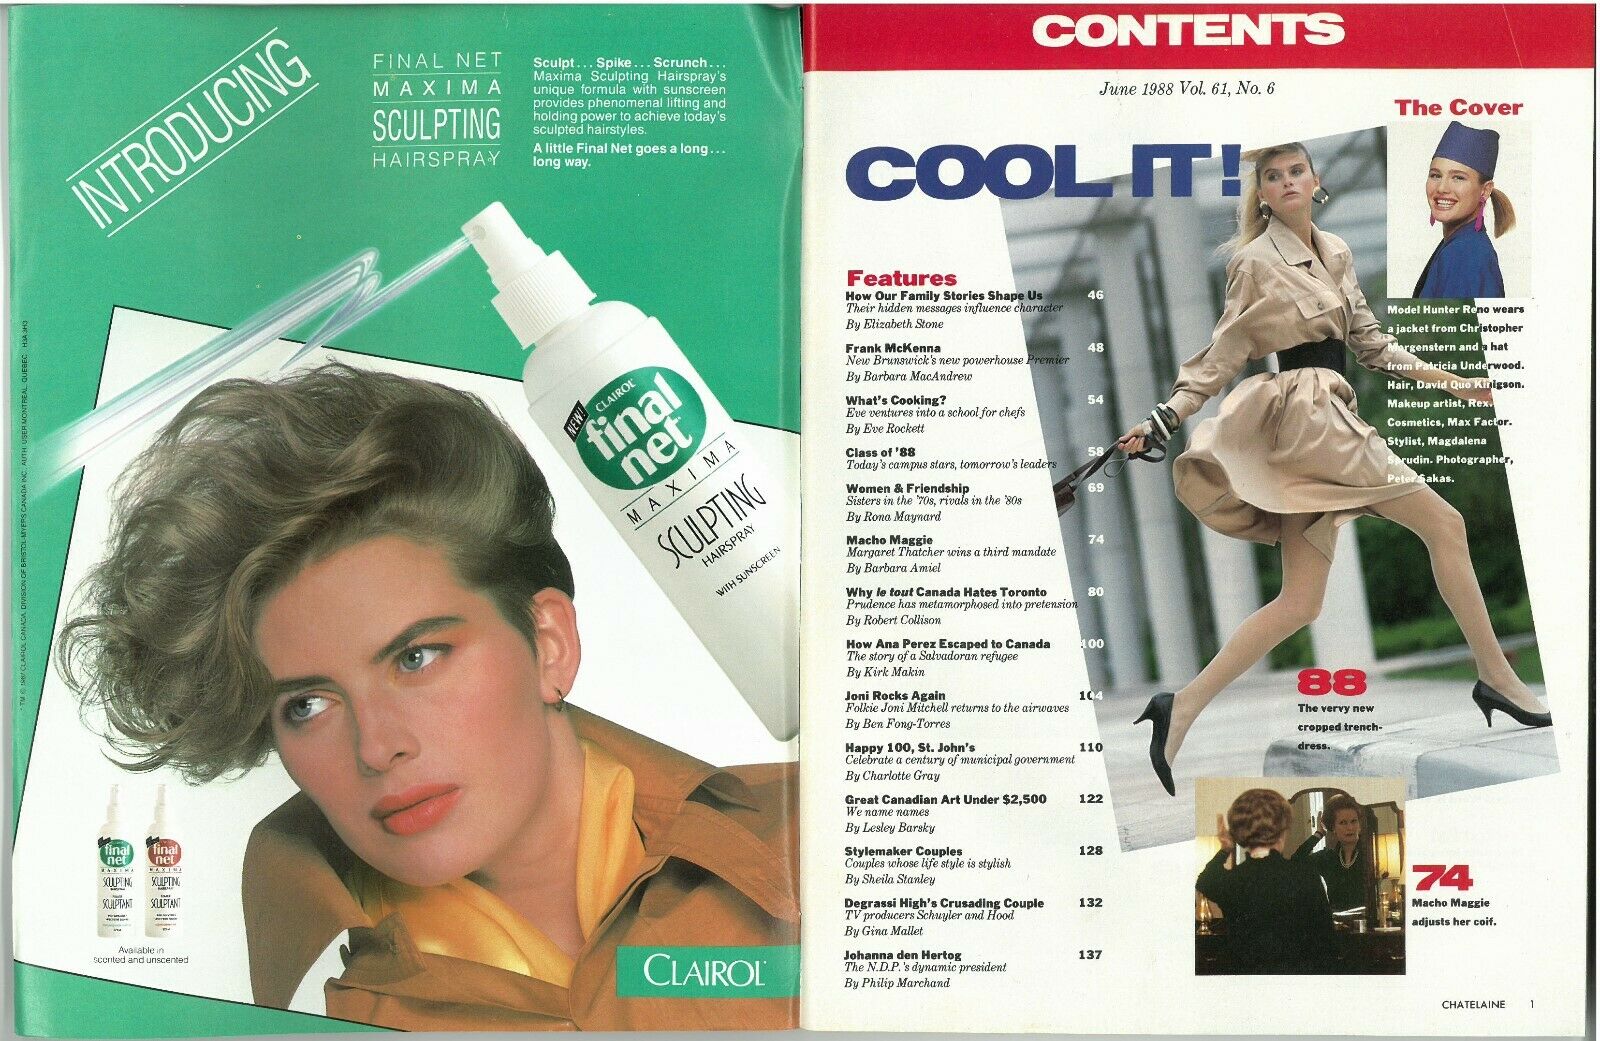 INTRODUCING
FINAL NET
MAXIMA
SCULPTING
HAIRSPRAY
Sculpt... Spike... Scrunch...
Maxima Sculpting Hairspray's
unique formula with sunscreen
provides phenomenal lifting and
holding power to achieve today's
sculpted hairstyles.
A little Final Net goes a long...
long way.
NEW!
CLAIROL
final
net
MAXIMA
SCULPTING
HAIRSPRAY
WITH SUNSCREEN
final
net
MAXIMA
SCULPTING
SCULPTANT
final
net
MAXIMA
SCULPTING
SCULPTANT
Available in
scented and unscented
CLAIROL
CONTENTS
June 1988 Vol. 61, No. 6
COOL IT!
Features
How Our Family Stories Shape Us 46
Their hidden messages influence character
By Elizabeth Stone
Frank McKenna 48
New Brunswick's new powerhouse Premier
By Barbara MacAndrew
What's Cooking? 54
Eve ventures into a school for chefs
By Eve Rockett
Class of '88 58
Today's campus stars, tomorrow's leaders
Women & Friendship 69
Sisters in the '70s, rivals in the '80s
By Rona Maynard
Macho Maggie 74
Margaret Thatcher wins a third mandate
By Barbara Amiel
Why le tout Canada Hates Toronto 80
Prudence has metamorphosed into pretension
By Robert Collison
How Ana Perez Escaped to Canada 100
The story of a Salvadoran refugee
By Kirk Makin
Joni Rocks Again 104
Folkie Joni Mitchell returns to the airwaves
By Ben Fong-Torres
Happy 100, St. John's 110
Celebrate a century of municipal government
By Charlotte Gray
Great Canadian Art Under $2,500 122
We name names
By Lesley Barsky
Stylemaker Couples 128
Couples whose life style is stylish
By Sheila Stanley
Degrassi High's Crusading Couple 132
TV producers Schuyler and Hood
By Gina Mallet
Johanna den Hertog 137
The N.D.P.'s dynamic president
By Philip Marchand
The Cover
Model Hunter Reno wears
a jacket from Christopher
Morgenstern and a hat
from Patricia Underwood.
Hair, David Quo
Makeup artist, Rex.
Cosmetics, Max Factor.
Stylist, Magdalena
Photographer,
Peter Sakas.
88
The vervy new
cropped trench-
dress.
74
Macho Maggie
adjusts her coif.
CHATELAINE 1